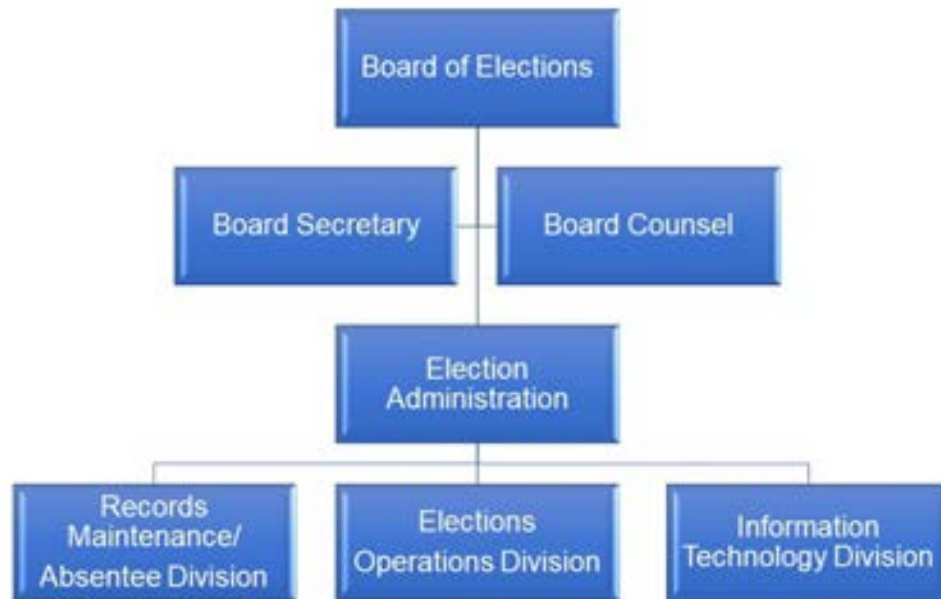 Board of Elections
Board Secretary
Board Counsel
Election
Administration
Records
Maintenance/
Absentee Division
Elections
Operations Division
Information
Technology Division